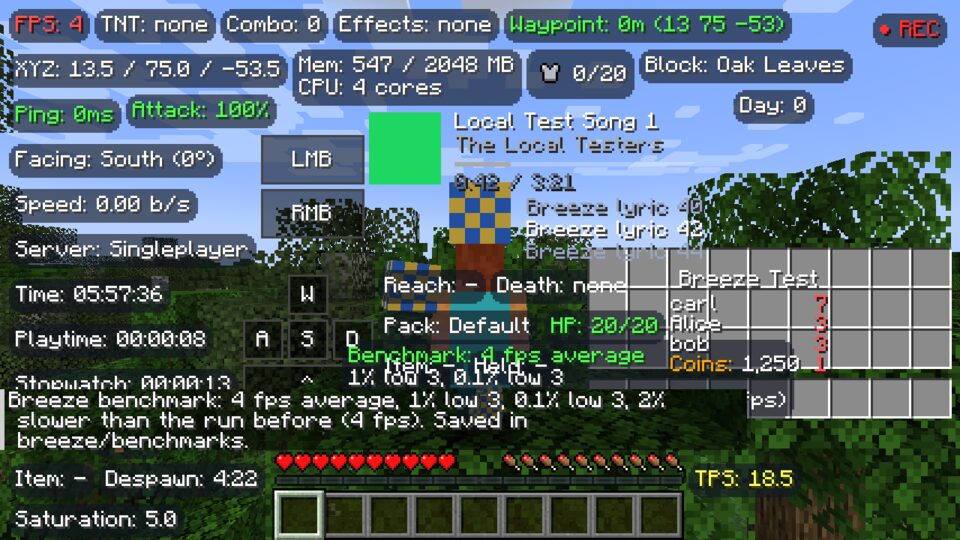 FPS: 4 TNT: none Combo: 0 Effects: none Waypoint: 0m (13 75 -53) REC
XYZ: 13.5 / 75.0 / -53.5 Mem: 547 / 2048 MB 0/20 Block: Oak Leaves
CPU: 4 cores
Ping: 0ms Attack: 100% Day: 0
Local Test Song 1
The Local Testers
Facing: South (0°) LMB
0:42 / 3:21
Speed: 0.00 b/s RMB
Breeze lyric 40
Breeze lyric 42
Breeze lyric 44
Server: Singleplayer
Reach: - Death: none
Breeze Test
Time: 05:57:36 W
carl 7
Pack: Default HP: 20/20
Alice 3
Playtime: 00:00:08 A S D
bob 3
Benchmark: 4 fps average
Coins: 1,250 1
Item: - Held: -
1% low 3, 0.1% low 3
Stopwatch: 00:00:13 ^
Breeze benchmark: 4 fps average, 1% low 3, 0.1% low 3, 2%
slower than the run before (4 fps). Saved in
breeze/benchmarks.
fps)
Item: - Despawn: 4:22 TPS: 18.5
Saturation: 5.0